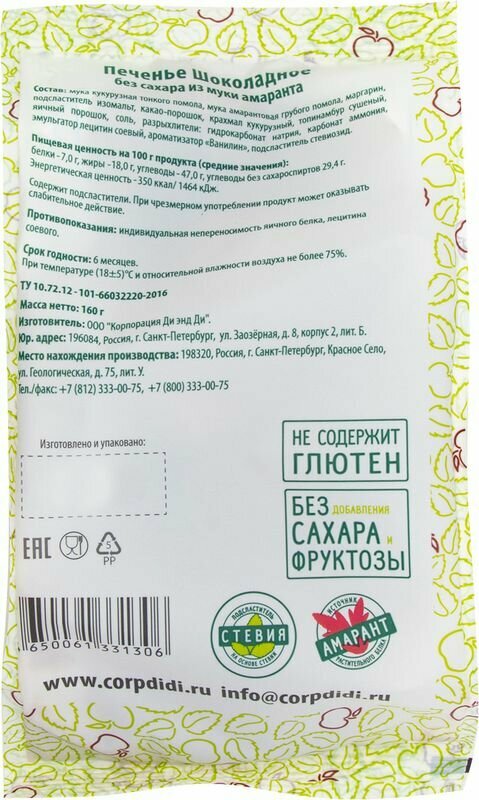 Печенье Шоколадное
без сахара из муки амаранта
Состав: мука кукурузная тонкого помола, мука амарантовая грубого помола, маргарин,
подсластитель изомальт, какао-порошок, крахмал кукурузный, топинамбур сушеный,
яичный порошок, соль, разрыхлители: гидрокарбонат натрия, карбонат аммония,
эмульгатор лецитин соевый, ароматизатор «Ванилин», подсластитель стевиозид.
Пищевая ценность на 100 г продукта (средние значения):
белки - 7,0 г, жиры -18,0 г, углеводы - 47,0 г, углеводы без сахароспиртов 29,4 г.
Энергетическая ценность - 350 ккал/ 1464 кДж.
Содержит подсластители. При чрезмерном употреблении продукт может оказывать
слабительное действие.
Противопоказания: индивидуальная непереносимость яичного белка, лецитина
соевого.
Срок годности: 6 месяцев.
При температуре (18±5)°С и относительной влажности воздуха не более 75%.
ТУ 10.72.12 - 101-66032220-2016
Масса нетто: 160 г
Изготовитель: ООО "Корпорация Ди энд Ди".
Юр. адрес: 196084, Россия, г. Санкт-Петербург, ул. Заозёрная, д. 8, корпус 2, лит. Б.
Место нахождения производства: 198320, Россия, г. Санкт-Петербург, Красное Село,
ул. Геологическая, д. 75, лит. У.
Тел./факс: +7 (812) 333-00-75, +7 (800) 333-00-75
Изготовлено и упаковано:
НЕ СОДЕРЖИТ
ГЛЮТЕН
БЕЗ ДОБАВЛЕНИЯ
САХАРА и
ФРУКТОЗЫ
EAC
5
PP
ПОДСЛАСТИТЕЛЬ
СТЕВИЯ
НА ОСНОВЕ СТЕВИИ
ИСТОЧНИК
АМАРАНТ
РАСТИТЕЛЬНОГО БЕЛКА
4650061331306
www.corpdidi.ru info@corpdidi.ru